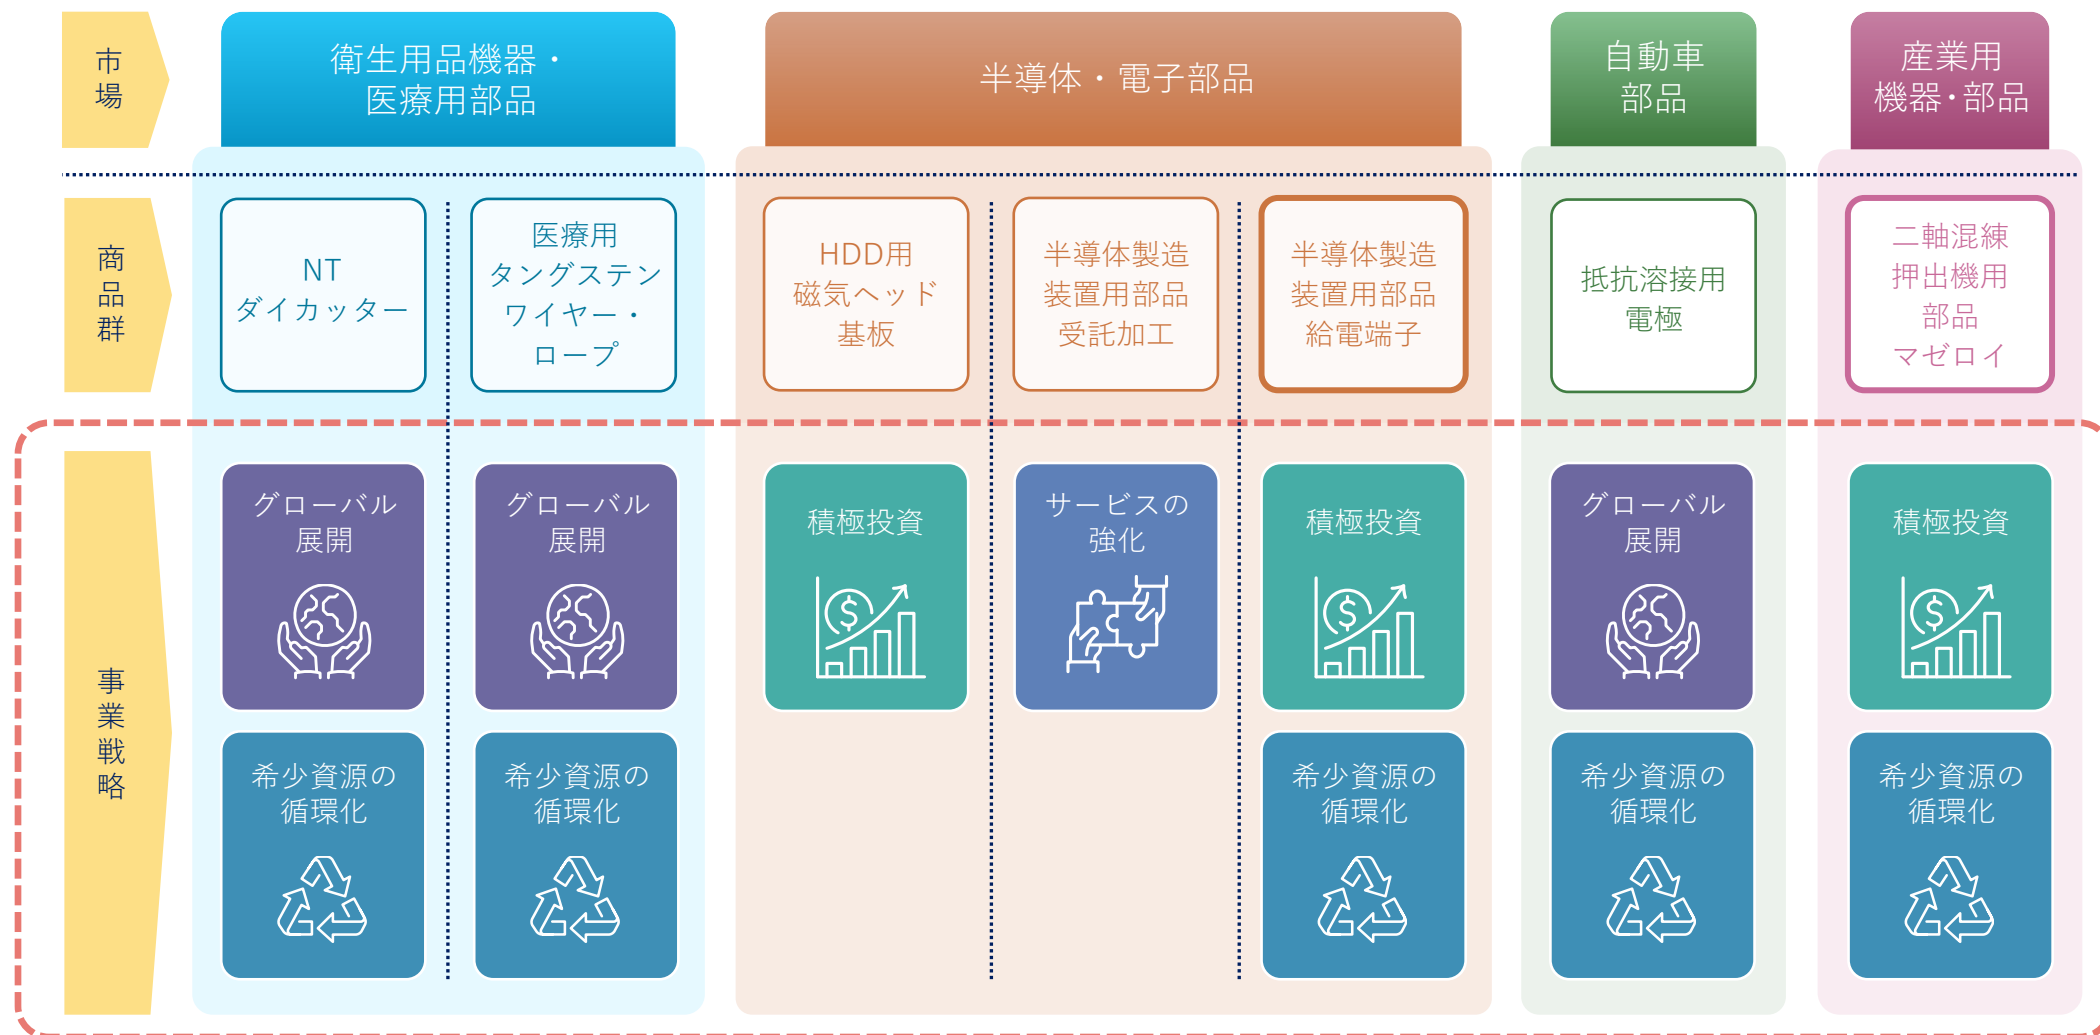 市
場
衛生用品機器・
医療用部品
半導体・電子部品
自動車
部品
産業用
機器・部品
商
品
群
NT
ダイカッター
医療用
タングステン
ワイヤー・
ロープ
HDD用
磁気ヘッド
基板
半導体製造
装置用部品
受託加工
半導体製造
装置用部品
給電端子
抵抗溶接用
電極
二軸混練
押出機用
部品
マゼロイ
事
業
戦
略
グローバル
展開
グローバル
展開
積極投資
サービスの
強化
積極投資
グローバル
展開
積極投資
希少資源の
循環化
希少資源の
循環化
希少資源の
循環化
希少資源の
循環化
希少資源の
循環化